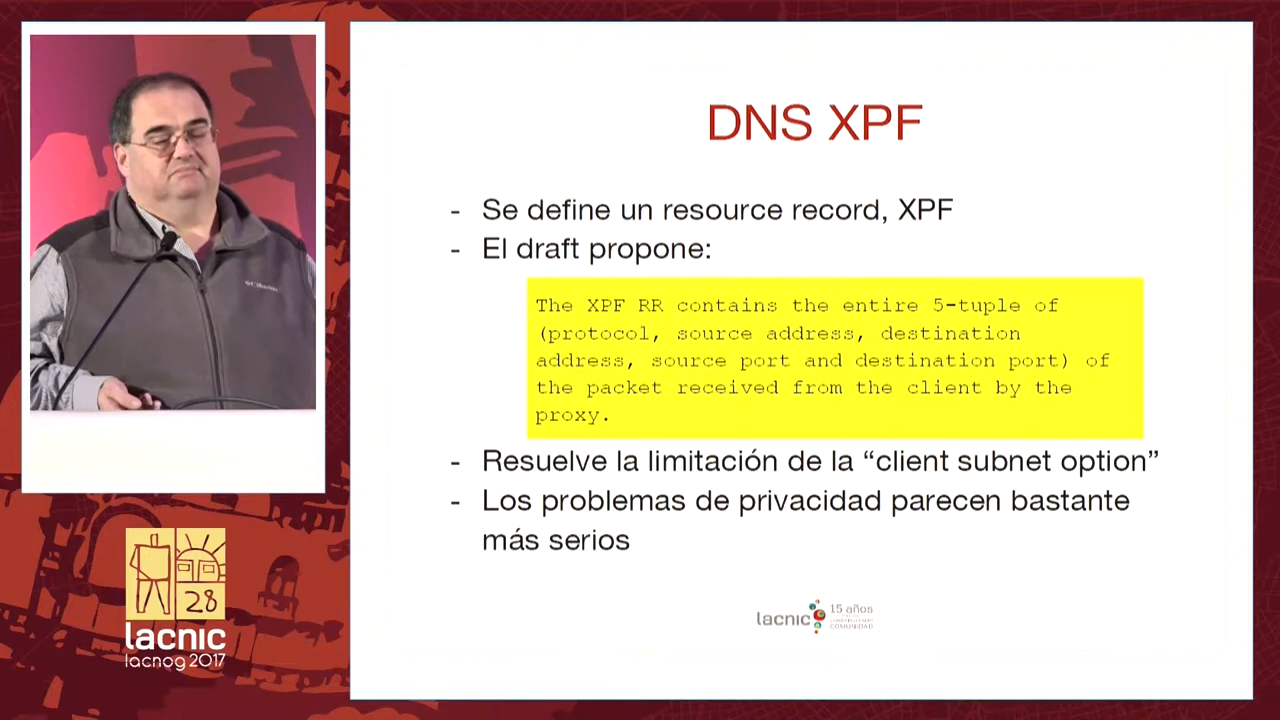 DNS XPF
- Se define un resource record, XPF
- El draft propone:
The XPF RR contains the entire 5-tuple of
(protocol, source address, destination
address, source port and destination port) of
the packet received from the client by the
proxy.
- Resuelve la limitación de la “client subnet option”
- Los problemas de privacidad parecen bastante
más serios
lacnic
15 años
COMUNIDAD
Columbia
28
lacnic
lacnog 2017